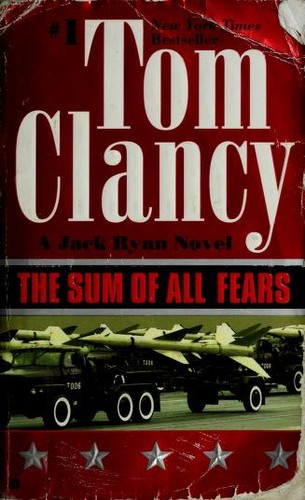 #1
New York Times
Bestseller
Tom
Clancy
A Jack Ryan Novel
THE SUM OF ALL FEARS